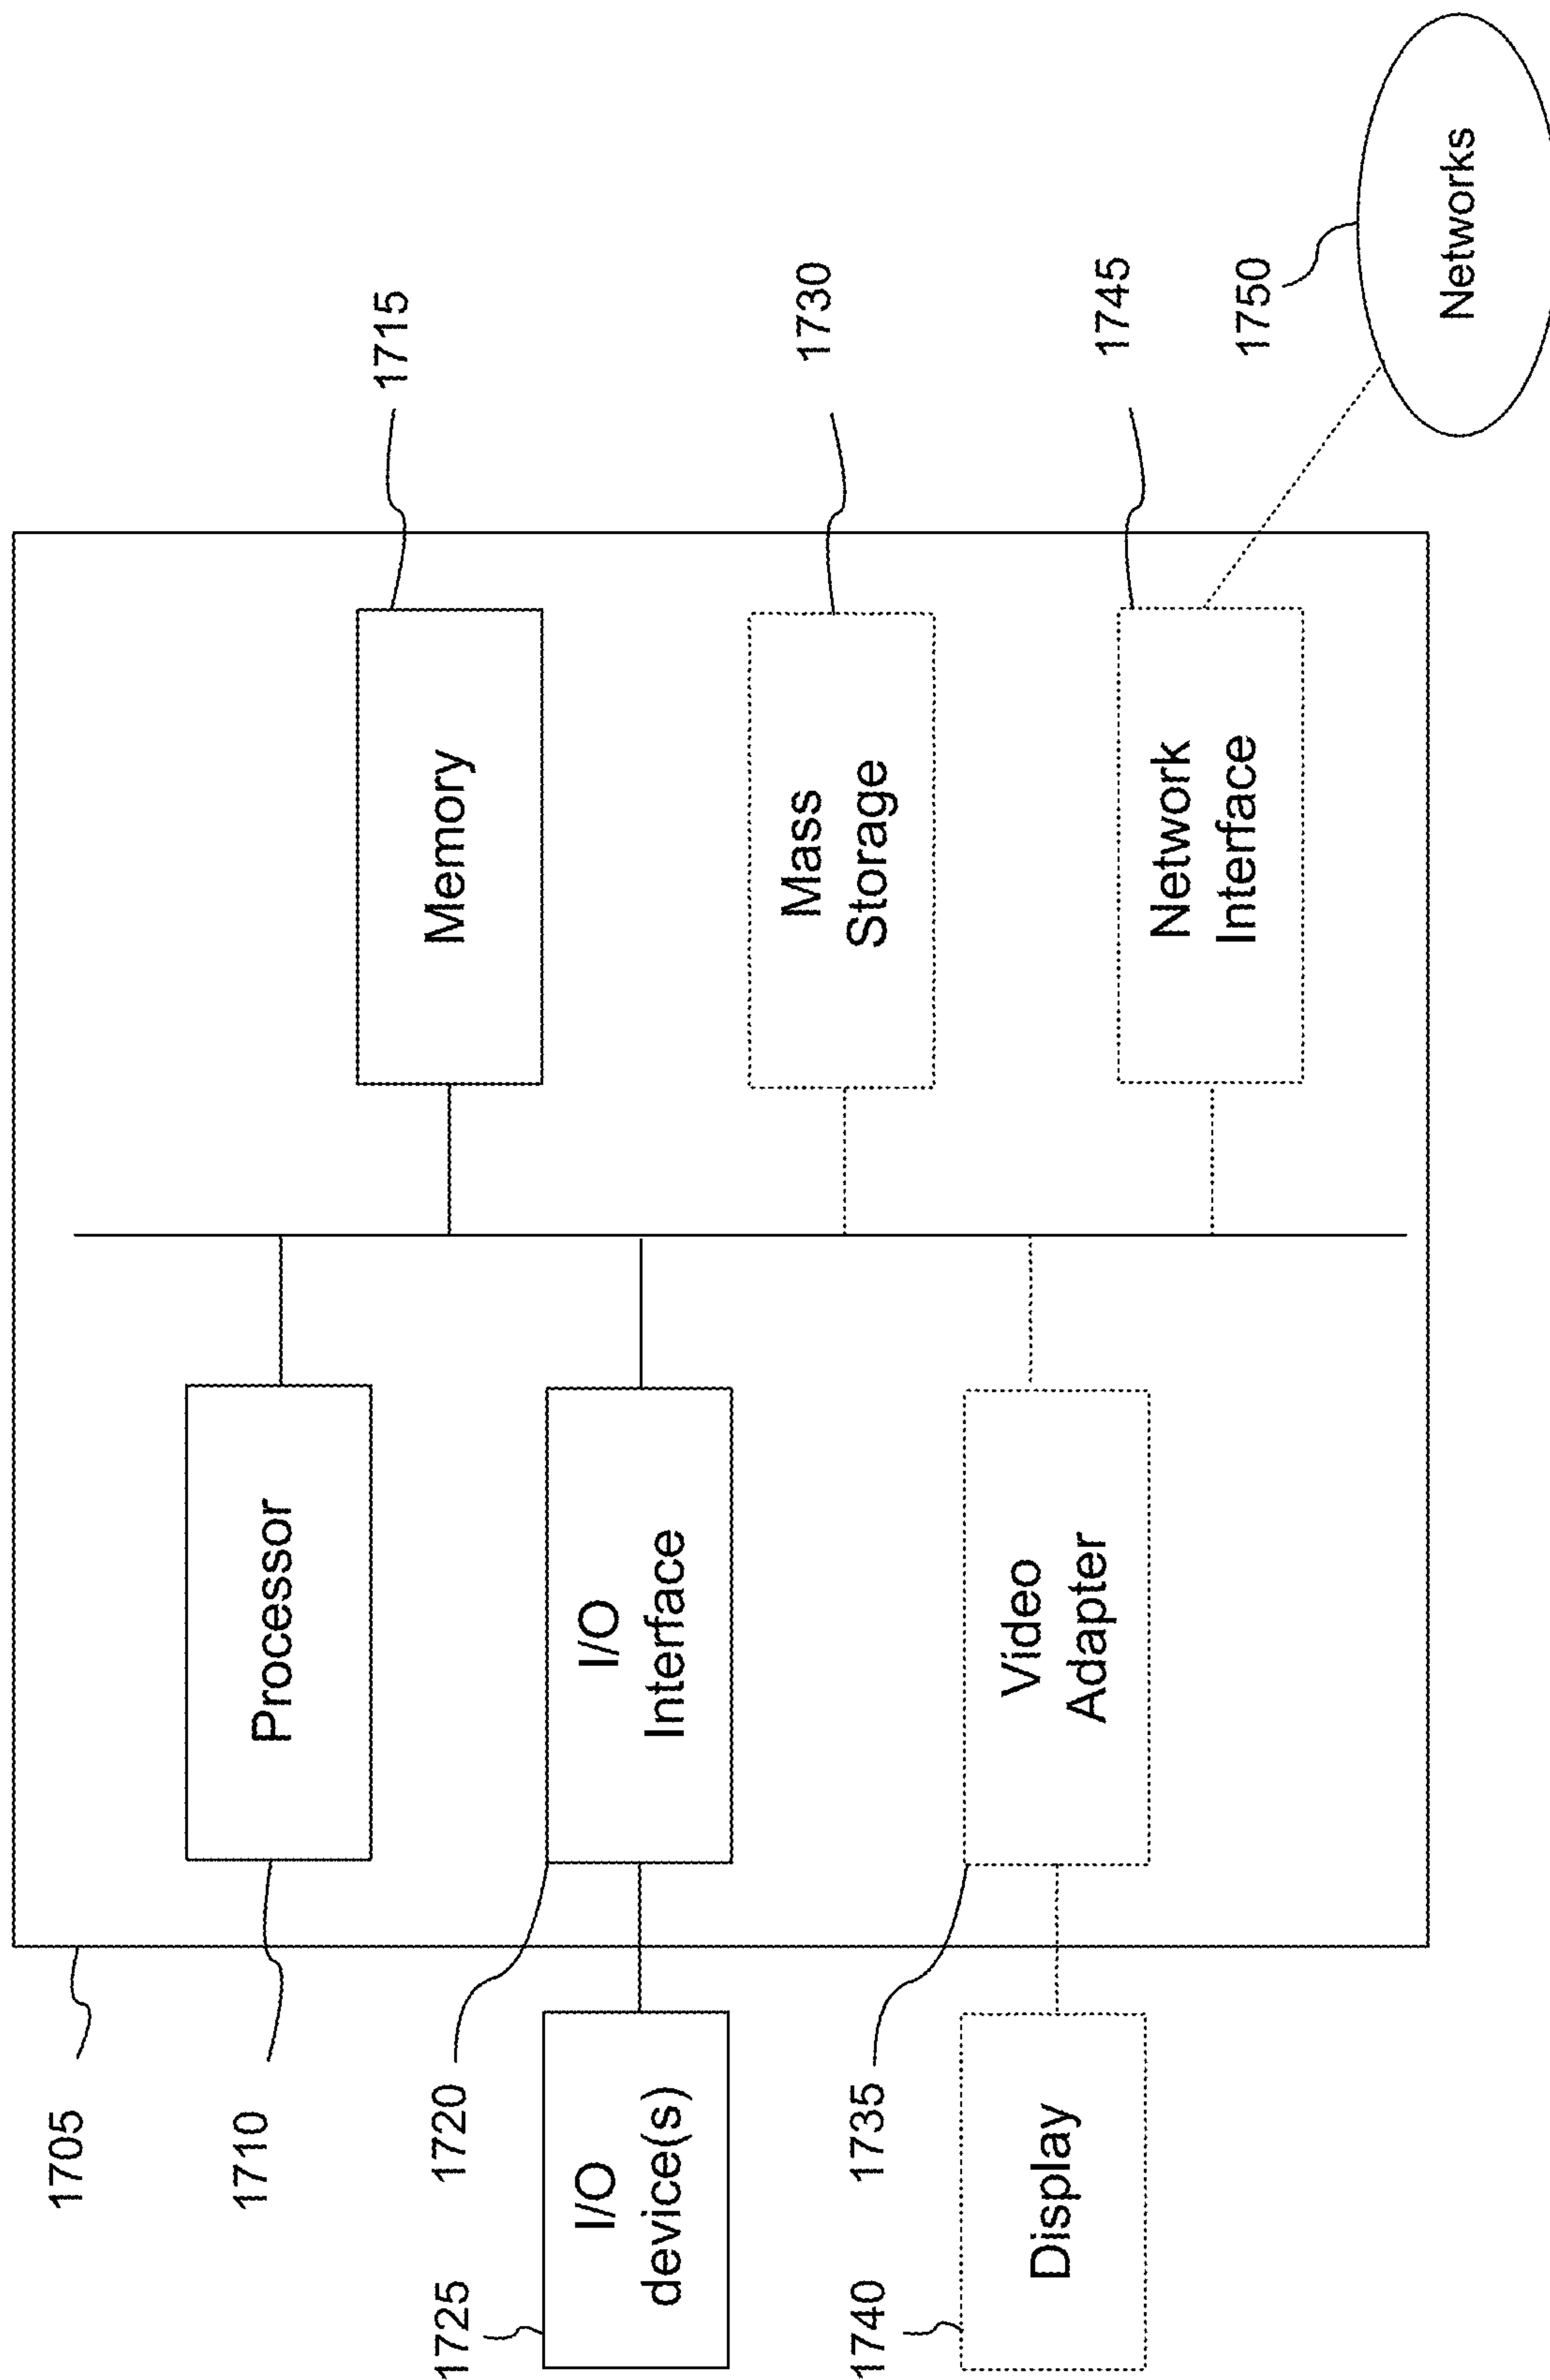 1705
1710
Processor
Memory
1715
1720
I/O
Interface
1725
I/O
device(s)
Mass
Storage
1730
1735
Video
Adapter
1740
Display
Network
Interface
1745
1750
Networks